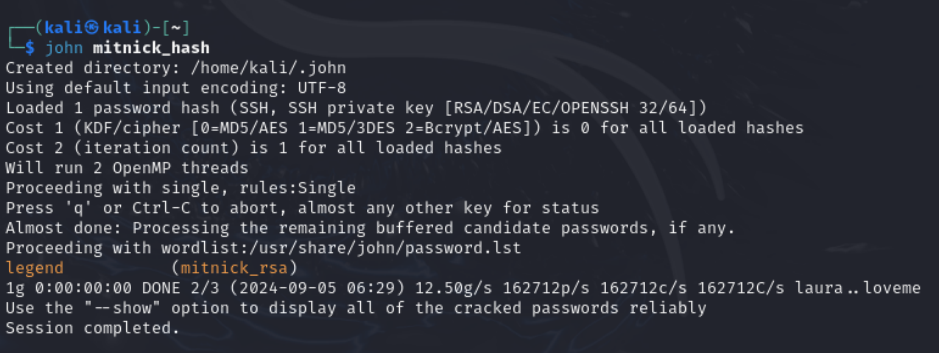 ┌──(kali㉿kali)-[~]
└─$ john mitnick_hash
Created directory: /home/kali/.john
Using default input encoding: UTF-8
Loaded 1 password hash (SSH, SSH private key [RSA/DSA/EC/OPENSSH 32/64])
Cost 1 (KDF/cipher [0=MD5/AES 1=MD5/3DES 2=Bcrypt/AES]) is 0 for all loaded hashes
Cost 2 (iteration count) is 1 for all loaded hashes
Will run 2 OpenMP threads
Proceeding with single, rules:Single
Press 'q' or Ctrl-C to abort, almost any other key for status
Almost done: Processing the remaining buffered candidate passwords, if any.
Proceeding with wordlist:/usr/share/john/password.lst
legend           (mitnick_rsa)
1g 0:00:00:00 DONE 2/3 (2024-09-05 06:29) 12.50g/s 162712p/s 162712c/s 162712C/s laura..loveme
Use the "--show" option to display all of the cracked passwords reliably
Session completed.